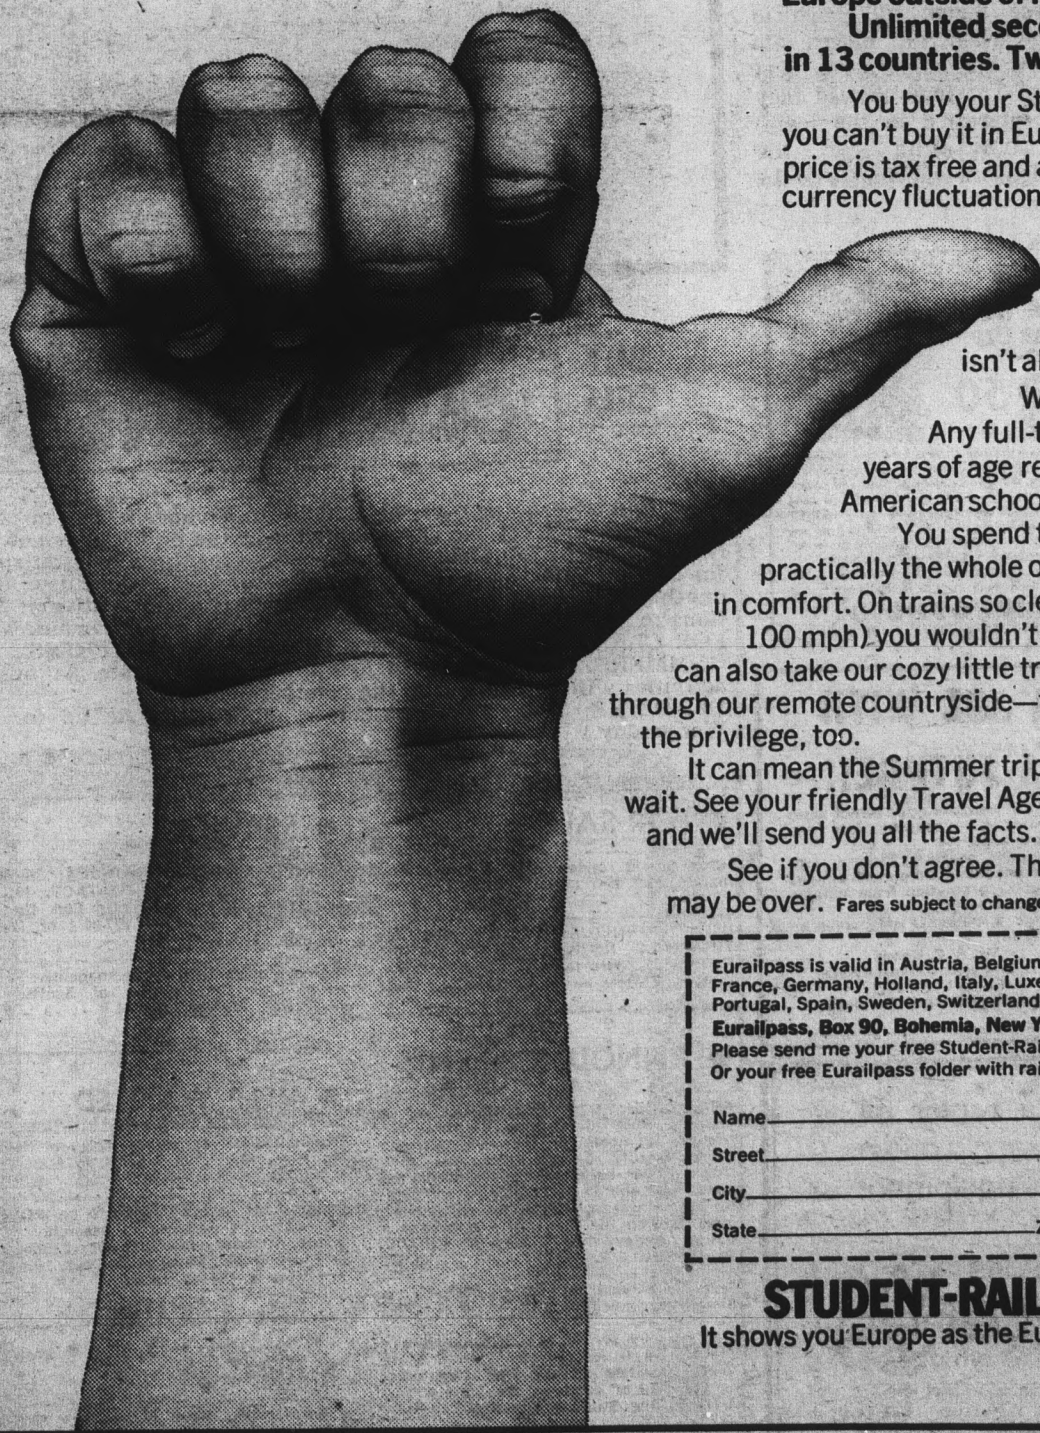 Unlimited seco
in 13 countries. Tw
You buy your St
you can't buy it in Eu
price is tax free and a
currency fluctuation
isn't al
W
Any full-t
years of age re
American school
You spend t
practically the whole o
in comfort. On trains so cle
100 mph) you wouldn't
can also take our cozy little tr
through our remote countryside—
the privilege, too.
It can mean the Summer trip
wait. See your friendly Travel Age
and we'll send you all the facts.
See if you don't agree. Th
may be over. Fares subject to change
Eurailpass is valid in Austria, Belgium
France, Germany, Holland, Italy, Luxe
Portugal, Spain, Sweden, Switzerland
Eurailpass, Box 90, Bohemia, New Y
Please send me your free Student-Rai
Or your free Eurailpass folder with rai
Name
Street
City
State
STUDENT-RAIL
It shows you Europe as the Eu